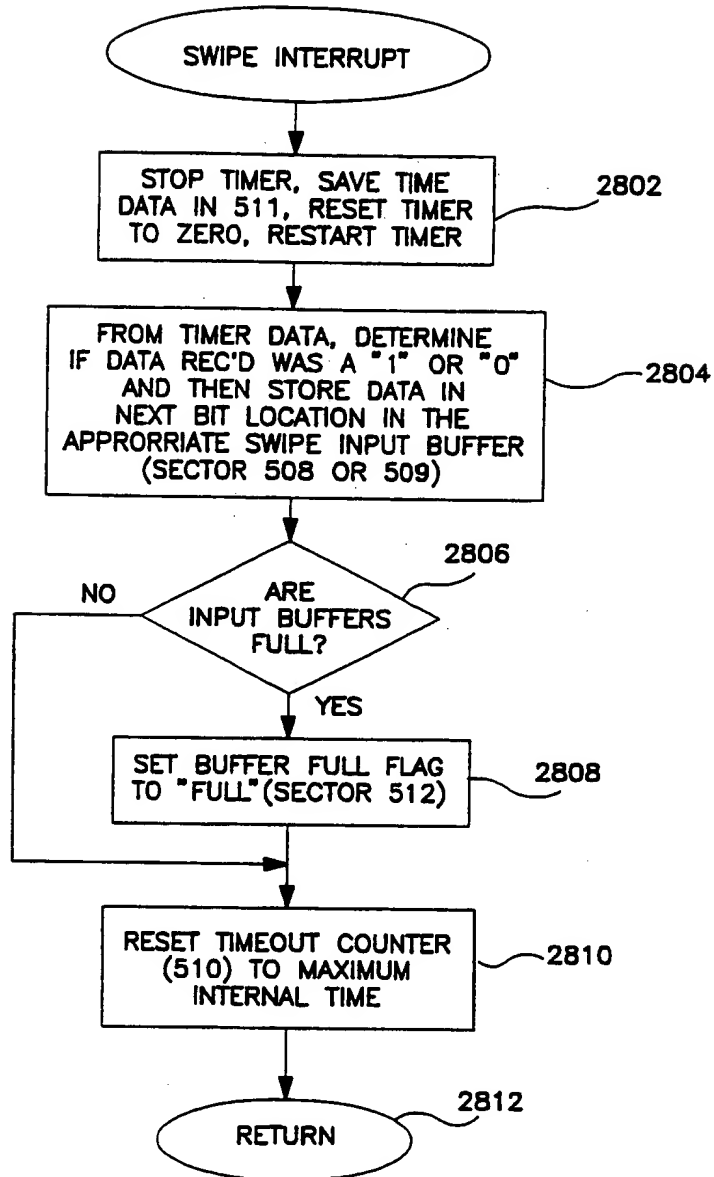 SWIPE INTERRUPT
STOP TIMER, SAVE TIME
DATA IN 511, RESET TIMER
TO ZERO, RESTART TIMER
2802
FROM TIMER DATA, DETERMINE
IF DATA REC'D WAS A "1" OR "0"
AND THEN STORE DATA IN
NEXT BIT LOCATION IN THE
APPRORRIATE SWIPE INPUT BUFFER
(SECTOR 508 OR 509)
2804
2806
NO
ARE
INPUT BUFFERS
FULL?
YES
SET BUFFER FULL FLAG
TO "FULL"(SECTOR 512)
2808
RESET TIMEOUT COUNTER
(510) TO MAXIMUM
INTERNAL TIME
2810
2812
RETURN